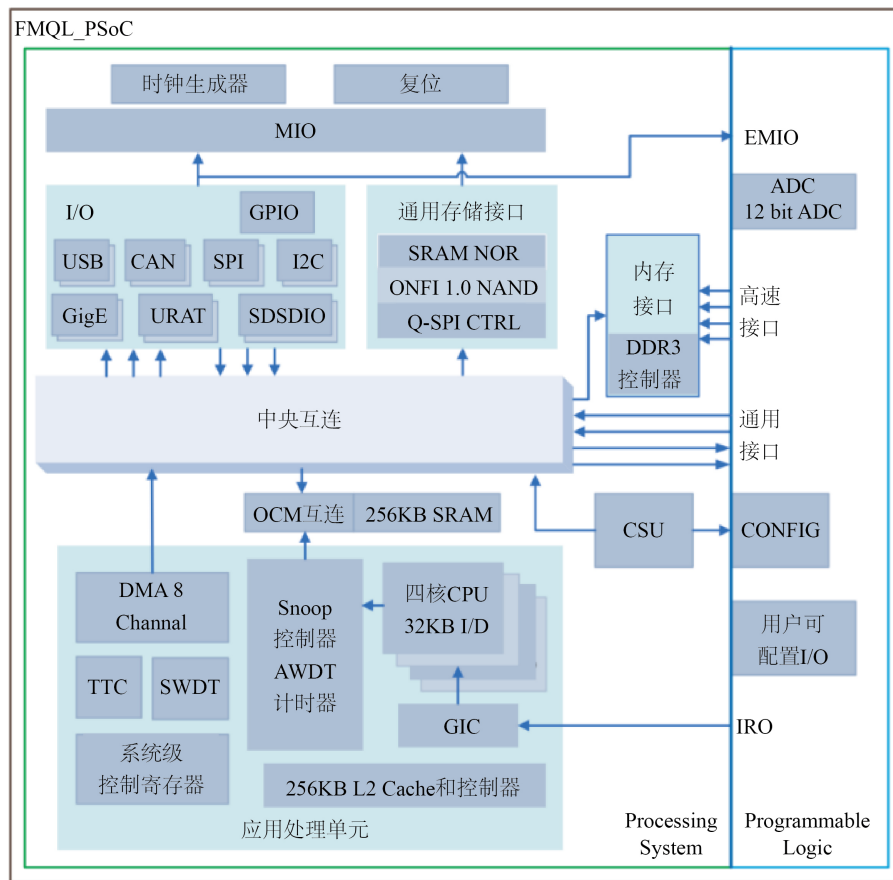 FMQL_PSoC
时钟生成器
复位
MIO
EMIO
I/O
GPIO
USB
CAN
SPI
I2C
GigE
URAT
SDSDIO
通用存储接口
SRAM NOR
ONFI 1.0 NAND
Q-SPI CTRL
内存
接口
DDR3
控制器
ADC
12 bit ADC
高速
接口
中央互连
通用
接口
OCM互连
256KB SRAM
CSU
CONFIG
DMA 8
Channal
TTC
SWDT
系统级
控制寄存器
Snoop
控制器
AWDT
计时器
四核CPU
32KB I/D
GIC
256KB L2 Cache和控制器
应用处理单元
用户可
配置I/O
IRO
Processing
System
Programmable
Logic